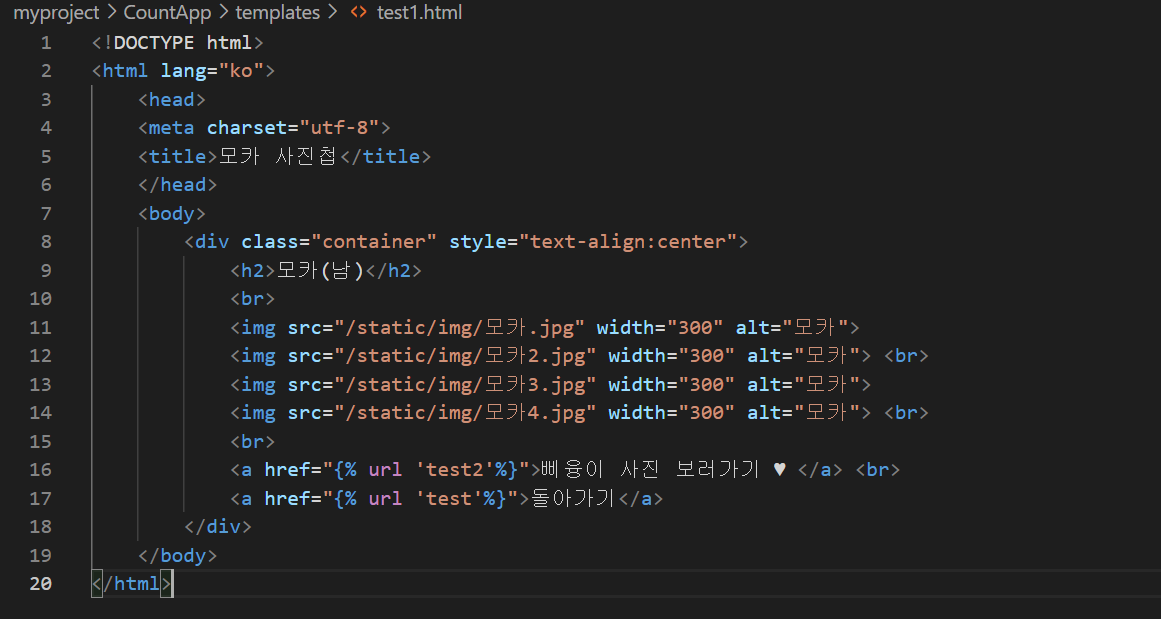 myproject > CountApp > templates > <> test1.html
1 <!DOCTYPE html>
2 <html lang="ko">
3 <head>
4 <meta charset="utf-8">
5 <title>모카 사진첩</title>
6 </head>
7 <body>
8 <div class="container" style="text-align:center">
9 <h2>모카(남)</h2>
10 <br>
11 <img src="/static/img/모카.jpg" width="300" alt="모카">
12 <img src="/static/img/모카2.jpg" width="300" alt="모카"> <br>
13 <img src="/static/img/모카3.jpg" width="300" alt="모카">
14 <img src="/static/img/모카4.jpg" width="300" alt="모카"> <br>
15 <br>
16 <a href="{% url 'test2'%}">삐융이 사진 보러가기 ♥ </a> <br>
17 <a href="{% url 'test'%}">돌아가기</a>
18 </div>
19 </body>
20 </html>